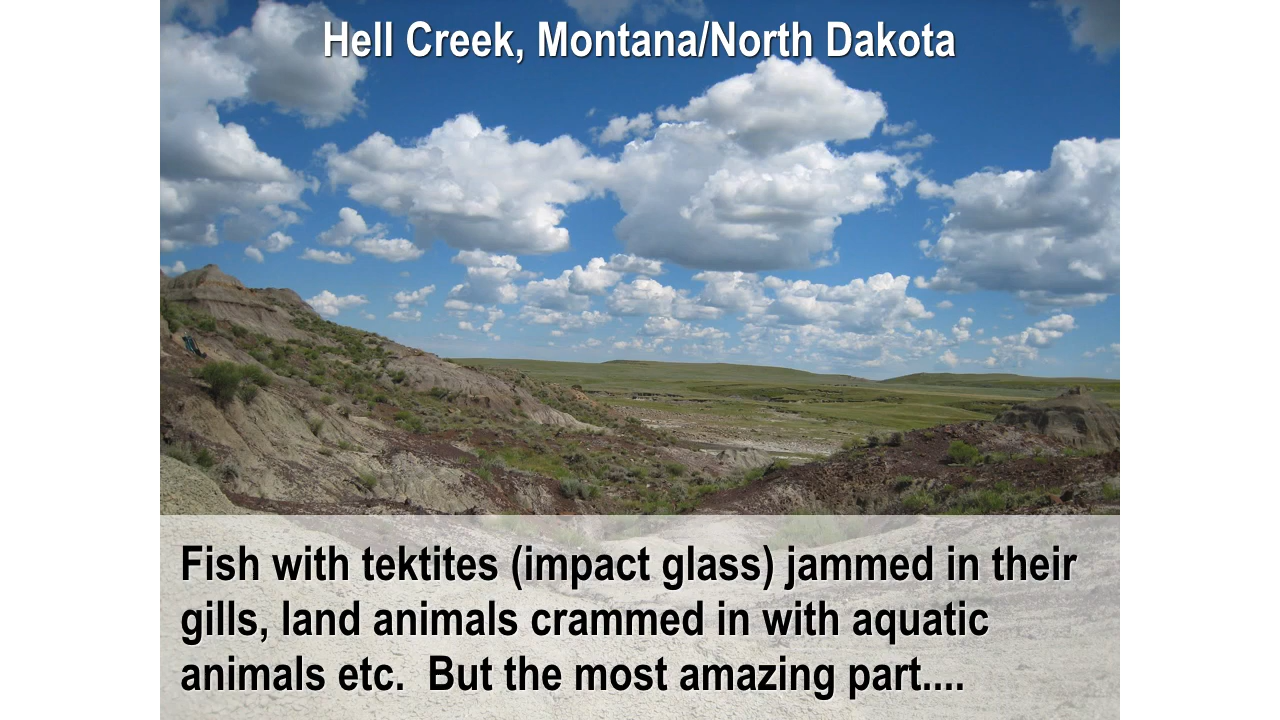 Hell Creek, Montana/North Dakota
Fish with tektites (impact glass) jammed in their
gills, land animals crammed in with aquatic
animals etc.  But the most amazing part....